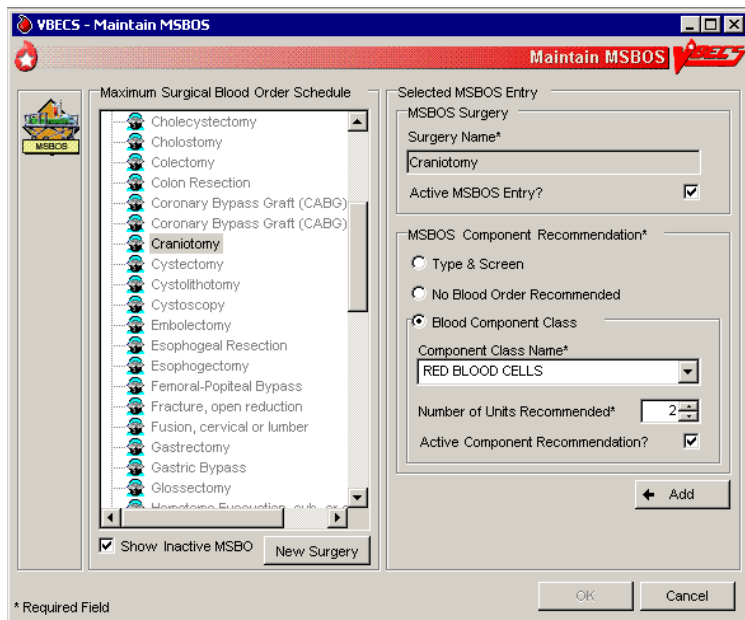 VBECS - Maintain MSBOS
Maintain MSBOS VBECS
MSBOS
Maximum Surgical Blood Order Schedule
Cholecystectomy
Cholostomy
Colectomy
Colon Resection
Coronary Bypass Graft (CABG)
Coronary Bypass Graft (CABG)
Craniotomy
Cystectomy
Cystolithotomy
Cystoscopy
Embolectomy
Esophogeal Resection
Esophogectomy
Femoral-Popiteal Bypass
Fracture, open reduction
Fusion, cervical or lumber
Gastrectomy
Gastric Bypass
Glossectomy
Show Inactive MSBO
New Surgery
Selected MSBOS Entry
MSBOS Surgery
Surgery Name*
Craniotomy
Active MSBOS Entry?
MSBOS Component Recommendation*
Type & Screen
No Blood Order Recommended
Blood Component Class
Component Class Name*
RED BLOOD CELLS
Number of Units Recommended* 2
Active Component Recommendation?
Add
* Required Field
OK
Cancel